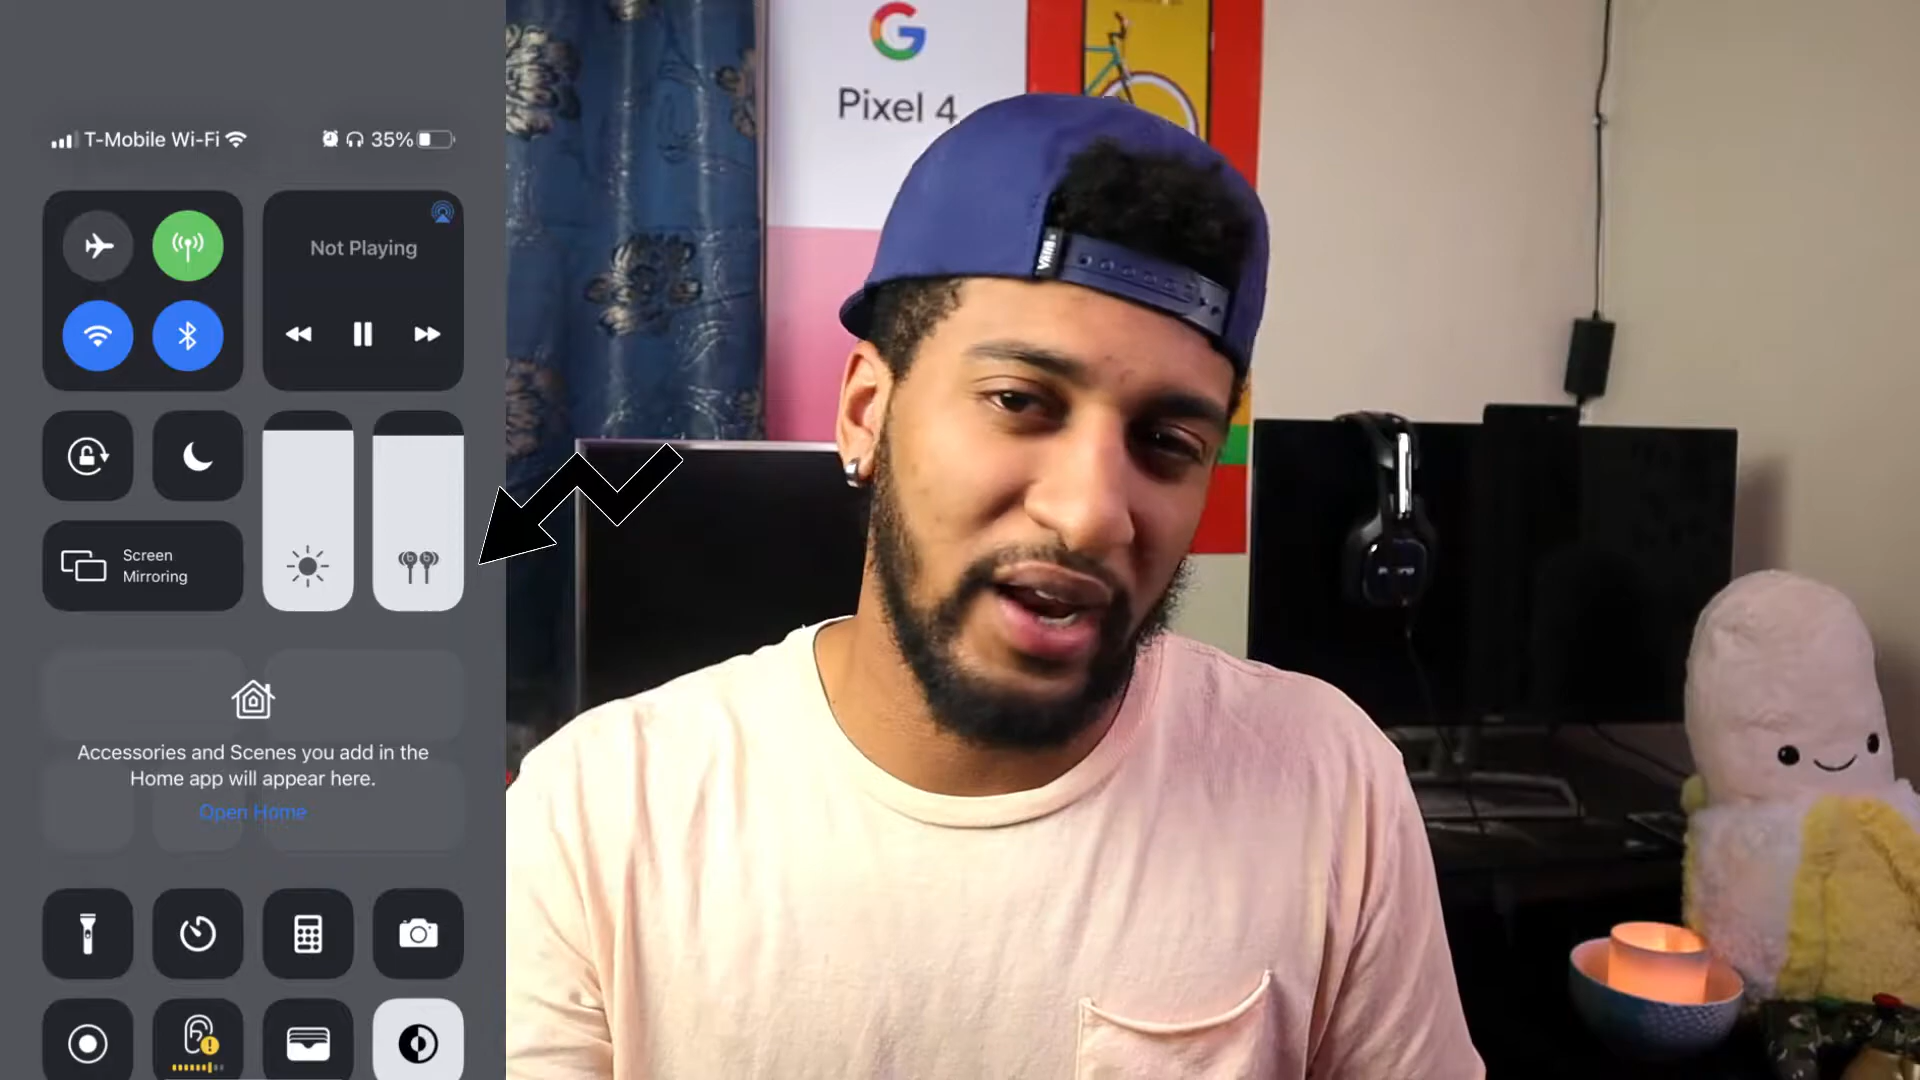 T-Mobile Wi-Fi
35%
Not Playing
Screen
Mirroring
Accessories and Scenes you add in the
Home app will appear here.
Open Home
G
Pixel 4
VANS